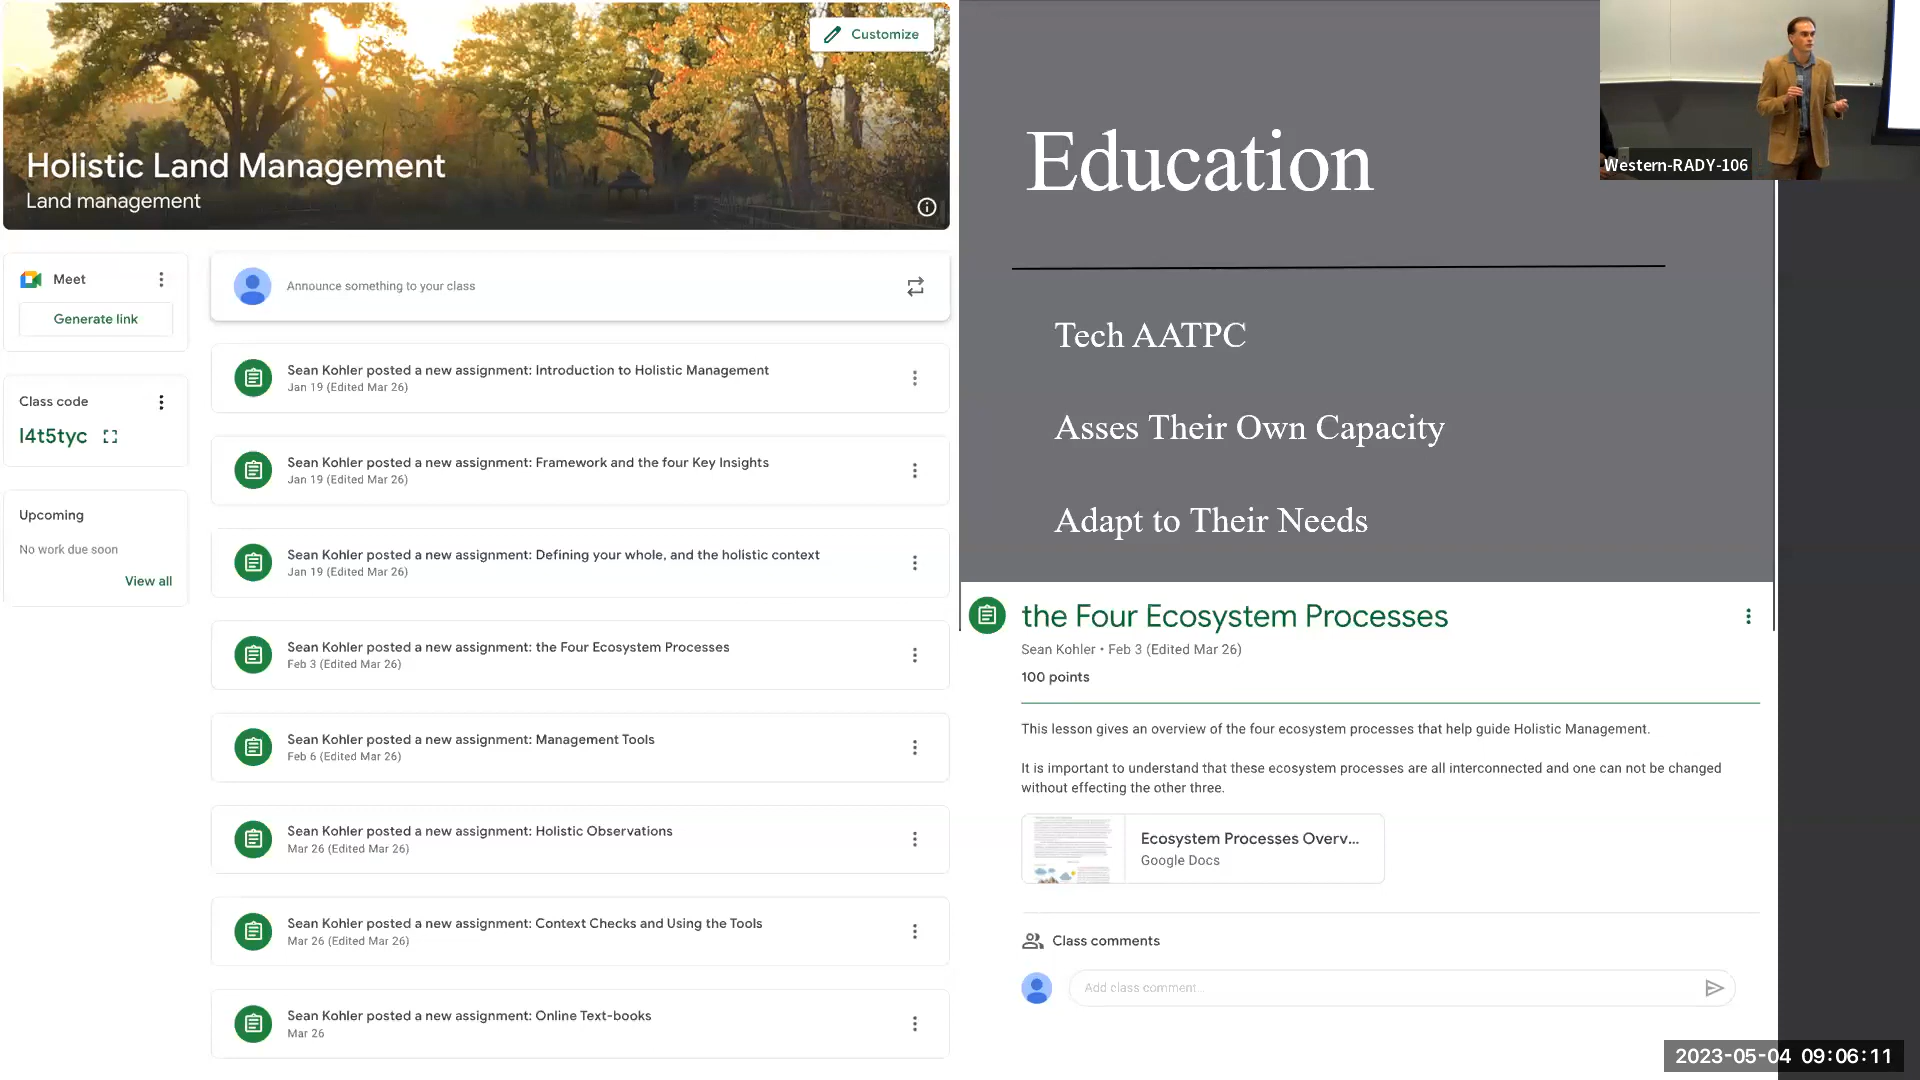 Customize
Holistic Land Management
Land management
Meet
Generate link
Class code
l4t5tyc
Upcoming
No work due soon
View all
Announce something to your class
Sean Kohler posted a new assignment: Introduction to Holistic Management
Jan 19 (Edited Mar 26)
Sean Kohler posted a new assignment: Framework and the four Key Insights
Jan 19 (Edited Mar 26)
Sean Kohler posted a new assignment: Defining your whole, and the holistic context
Jan 19 (Edited Mar 26)
Sean Kohler posted a new assignment: the Four Ecosystem Processes
Feb 3 (Edited Mar 26)
Sean Kohler posted a new assignment: Management Tools
Feb 6 (Edited Mar 26)
Sean Kohler posted a new assignment: Holistic Observations
Mar 26 (Edited Mar 26)
Sean Kohler posted a new assignment: Context Checks and Using the Tools
Mar 26 (Edited Mar 26)
Sean Kohler posted a new assignment: Online Text-books
Mar 26
Education
Tech AATPC
Asses Their Own Capacity
Adapt to Their Needs
Western-RADY-106
the Four Ecosystem Processes
Sean Kohler • Feb 3 (Edited Mar 26)
100 points
This lesson gives an overview of the four ecosystem processes that help guide Holistic Management.
It is important to understand that these ecosystem processes are all interconnected and one can not be changed
without effecting the other three.
Ecosystem Processes Overv...
Google Docs
Class comments
Add class comment...
2023-05-04 09:06:11